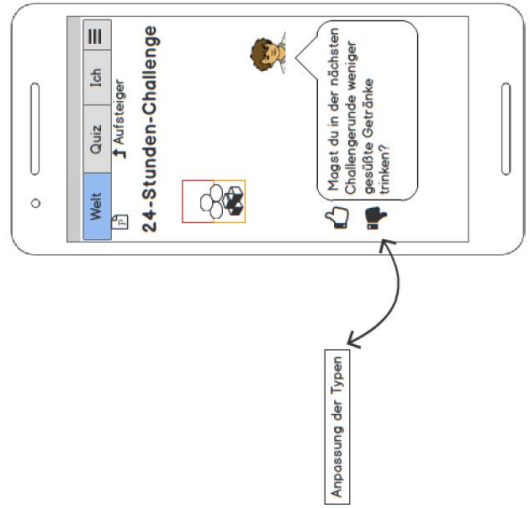 Welt Quiz Ich
P Aufsteiger
24-Stunden-Challenge
Magst du in der nächsten
Challengerunde weniger
gesüßte Getränke
trinken?
Anpassung der Typen